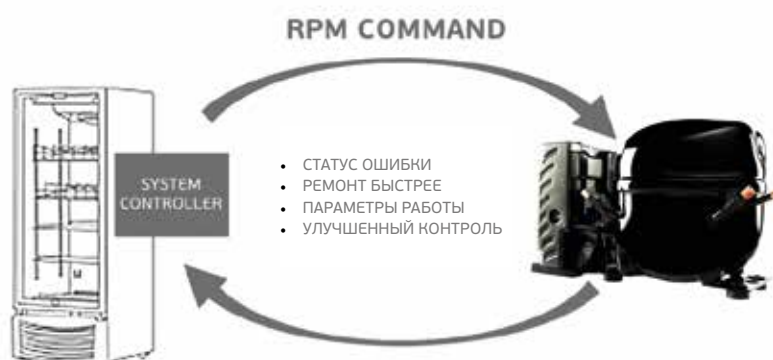 RPM COMMAND
SYSTEM
CONTROLLER
• СТАТУС ОШИБКИ
• РЕМОНТ БЫСТРЕЕ
• ПАРАМЕТРЫ РАБОТЫ
• УЛУЧШЕННЫЙ КОНТРОЛЬ